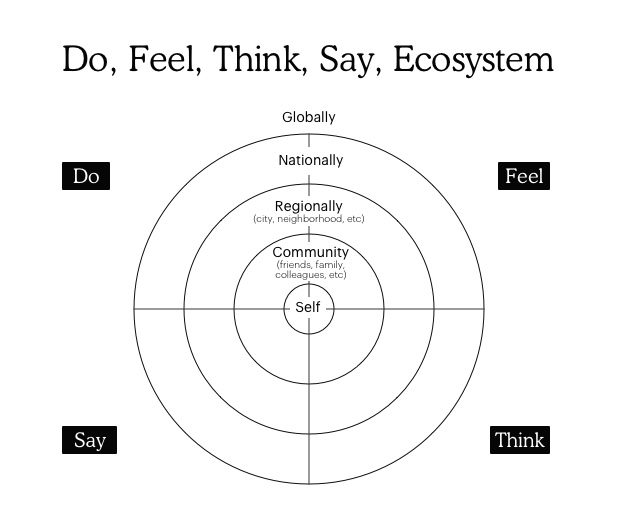 Do, Feel, Think, Say, Ecosystem
Globally
Nationally
Do
Feel
Regionally
(city, neighborhood, etc)
Community
(friends, family,
colleagues, etc)
Self
Say
Think